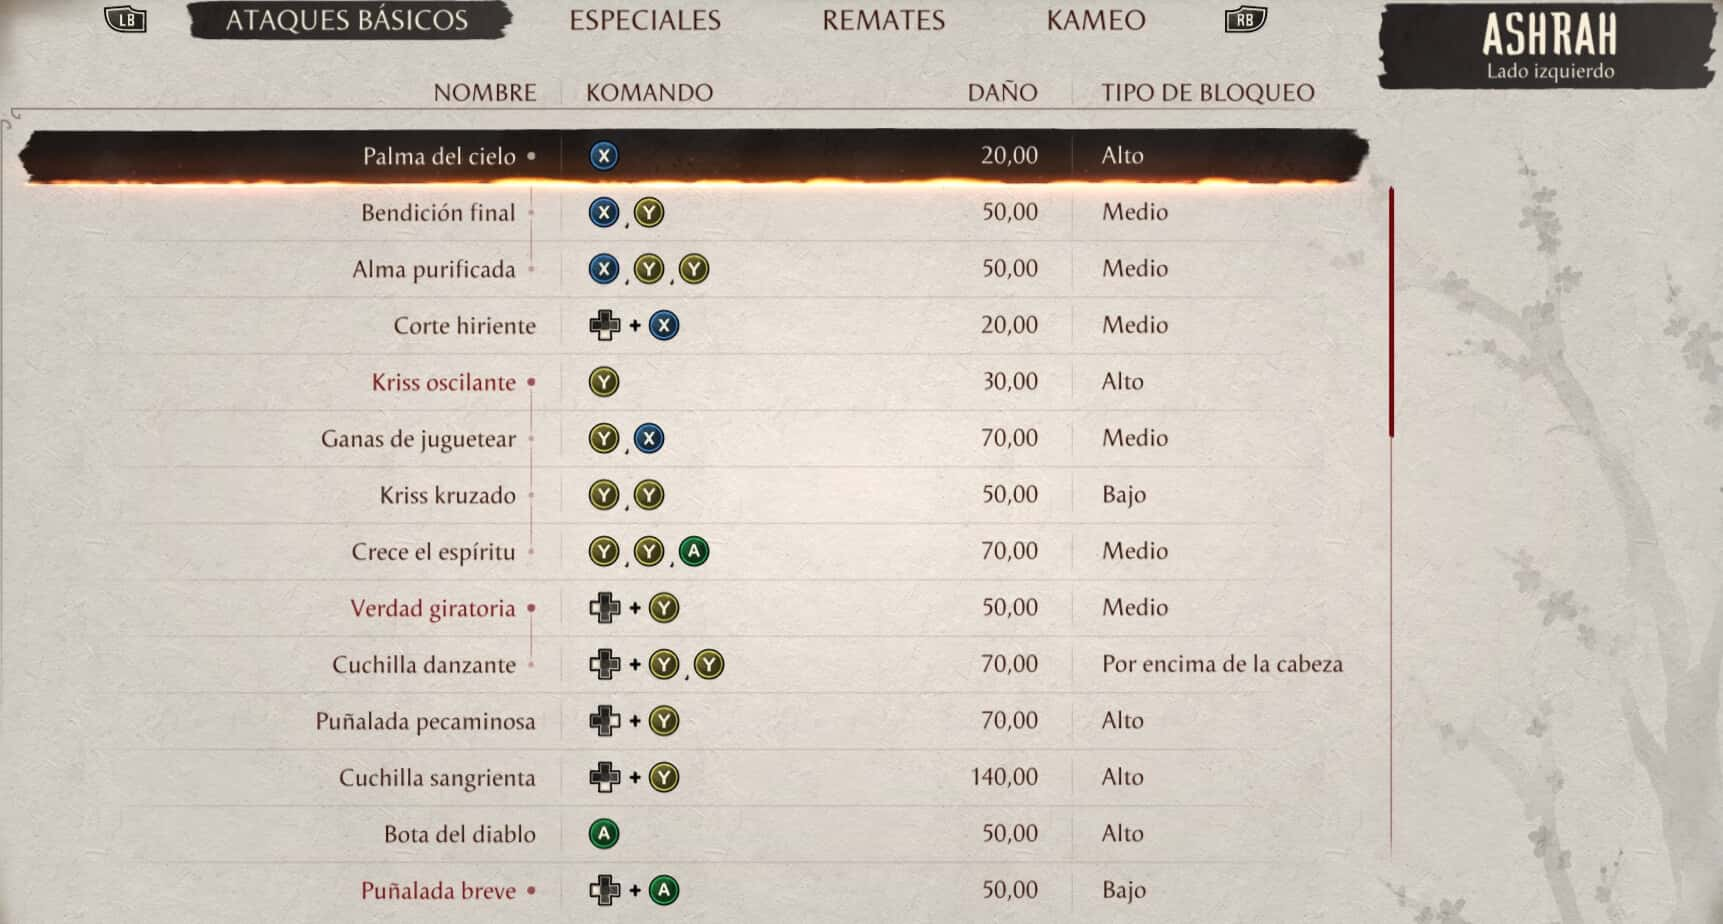 LB ATAQUES BÁSICOS ESPECIALES REMATES KAMEO RB
ASHRAH
Lado izquierdo
NOMBRE KOMANDO DAÑO TIPO DE BLOQUEO
Palma del cielo X 20,00 Alto
Bendición final X , Y 50,00 Medio
Alma purificada X , Y , Y 50,00 Medio
Corte hiriente + X 20,00 Medio
Kriss oscilante Y 30,00 Alto
Ganas de juguetear Y , X 70,00 Medio
Kriss kruzado Y , Y 50,00 Bajo
Crece el espíritu Y , Y , A 70,00 Medio
Verdad giratoria + Y 50,00 Medio
Cuchilla danzante + Y , Y 70,00 Por encima de la cabeza
Puñalada pecaminosa + Y 70,00 Alto
Cuchilla sangrienta + Y 140,00 Alto
Bota del diablo A 50,00 Alto
Puñalada breve + A 50,00 Bajo